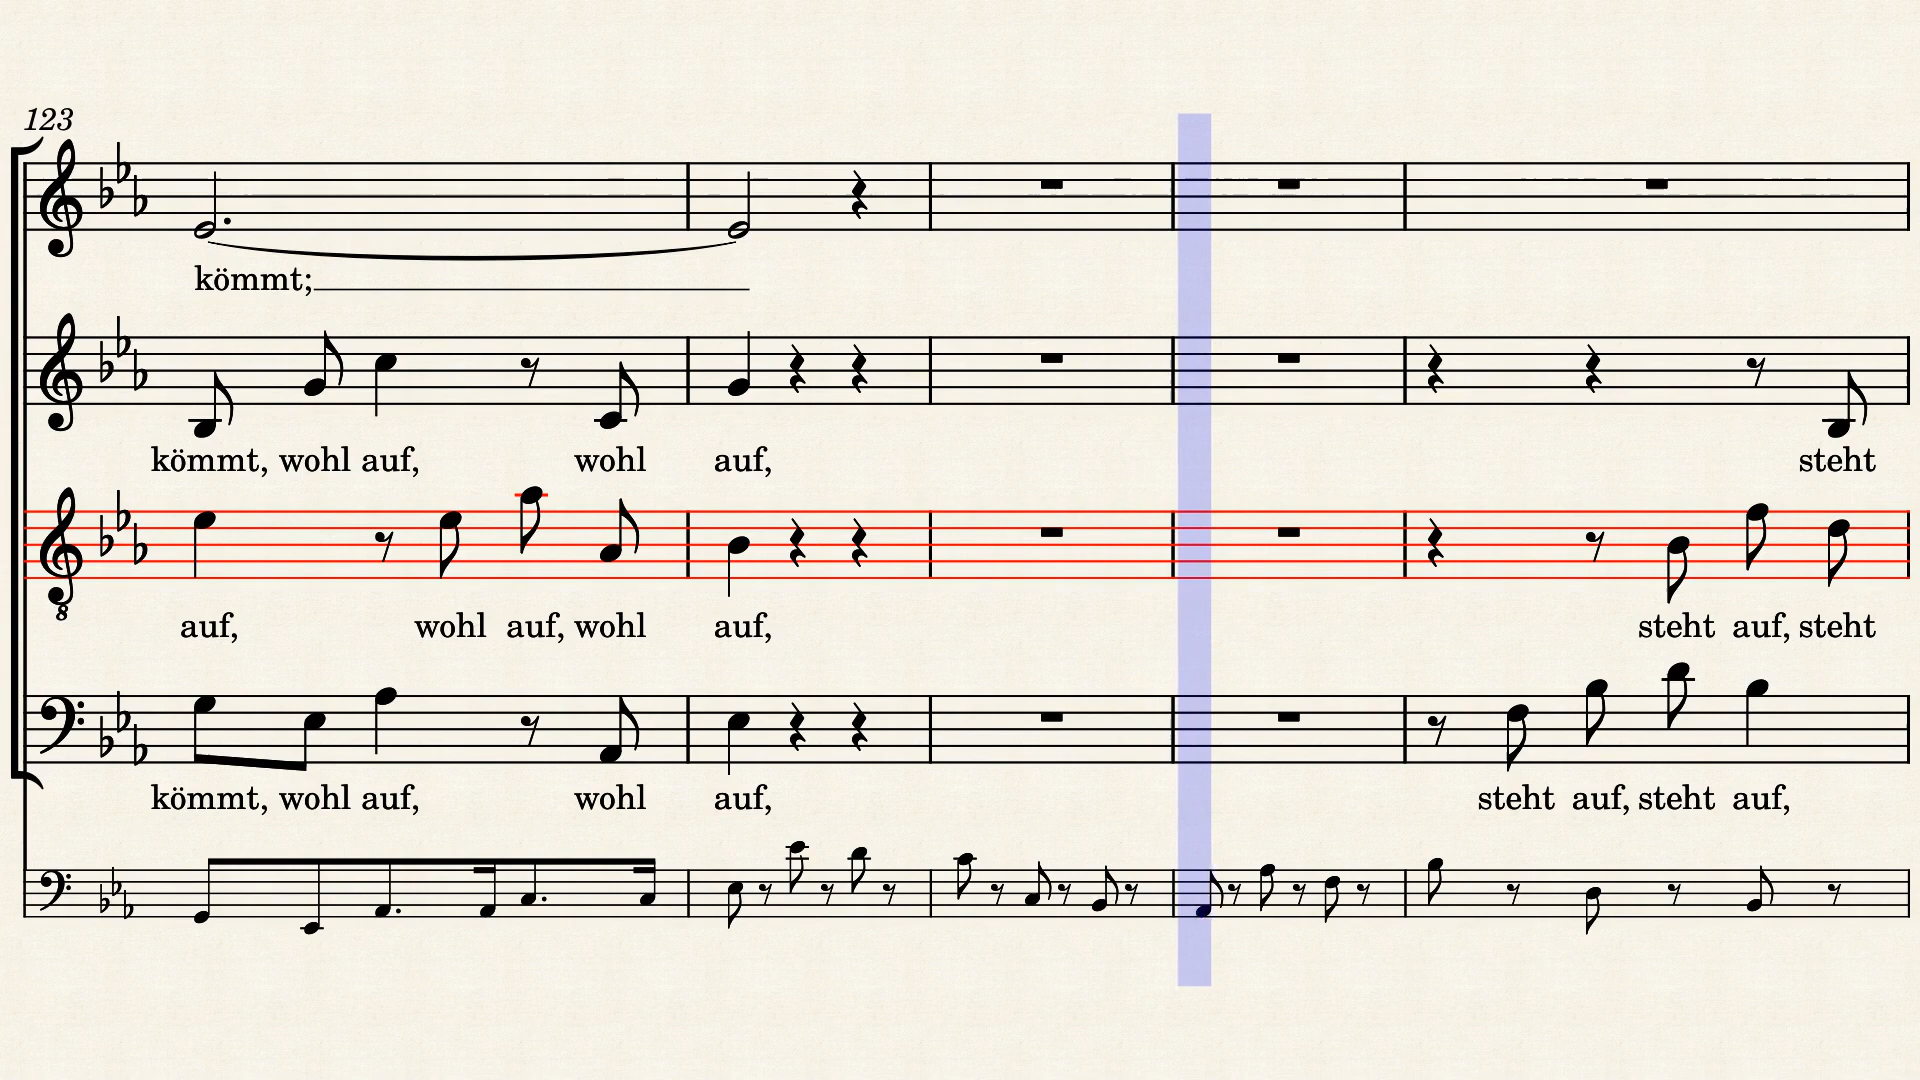 123
kömmt;
kömmt, wohl auf, wohl auf, steht
auf, wohl auf, wohl auf, steht auf, steht
8
kömmt, wohl auf, wohl auf, steht auf, steht auf,